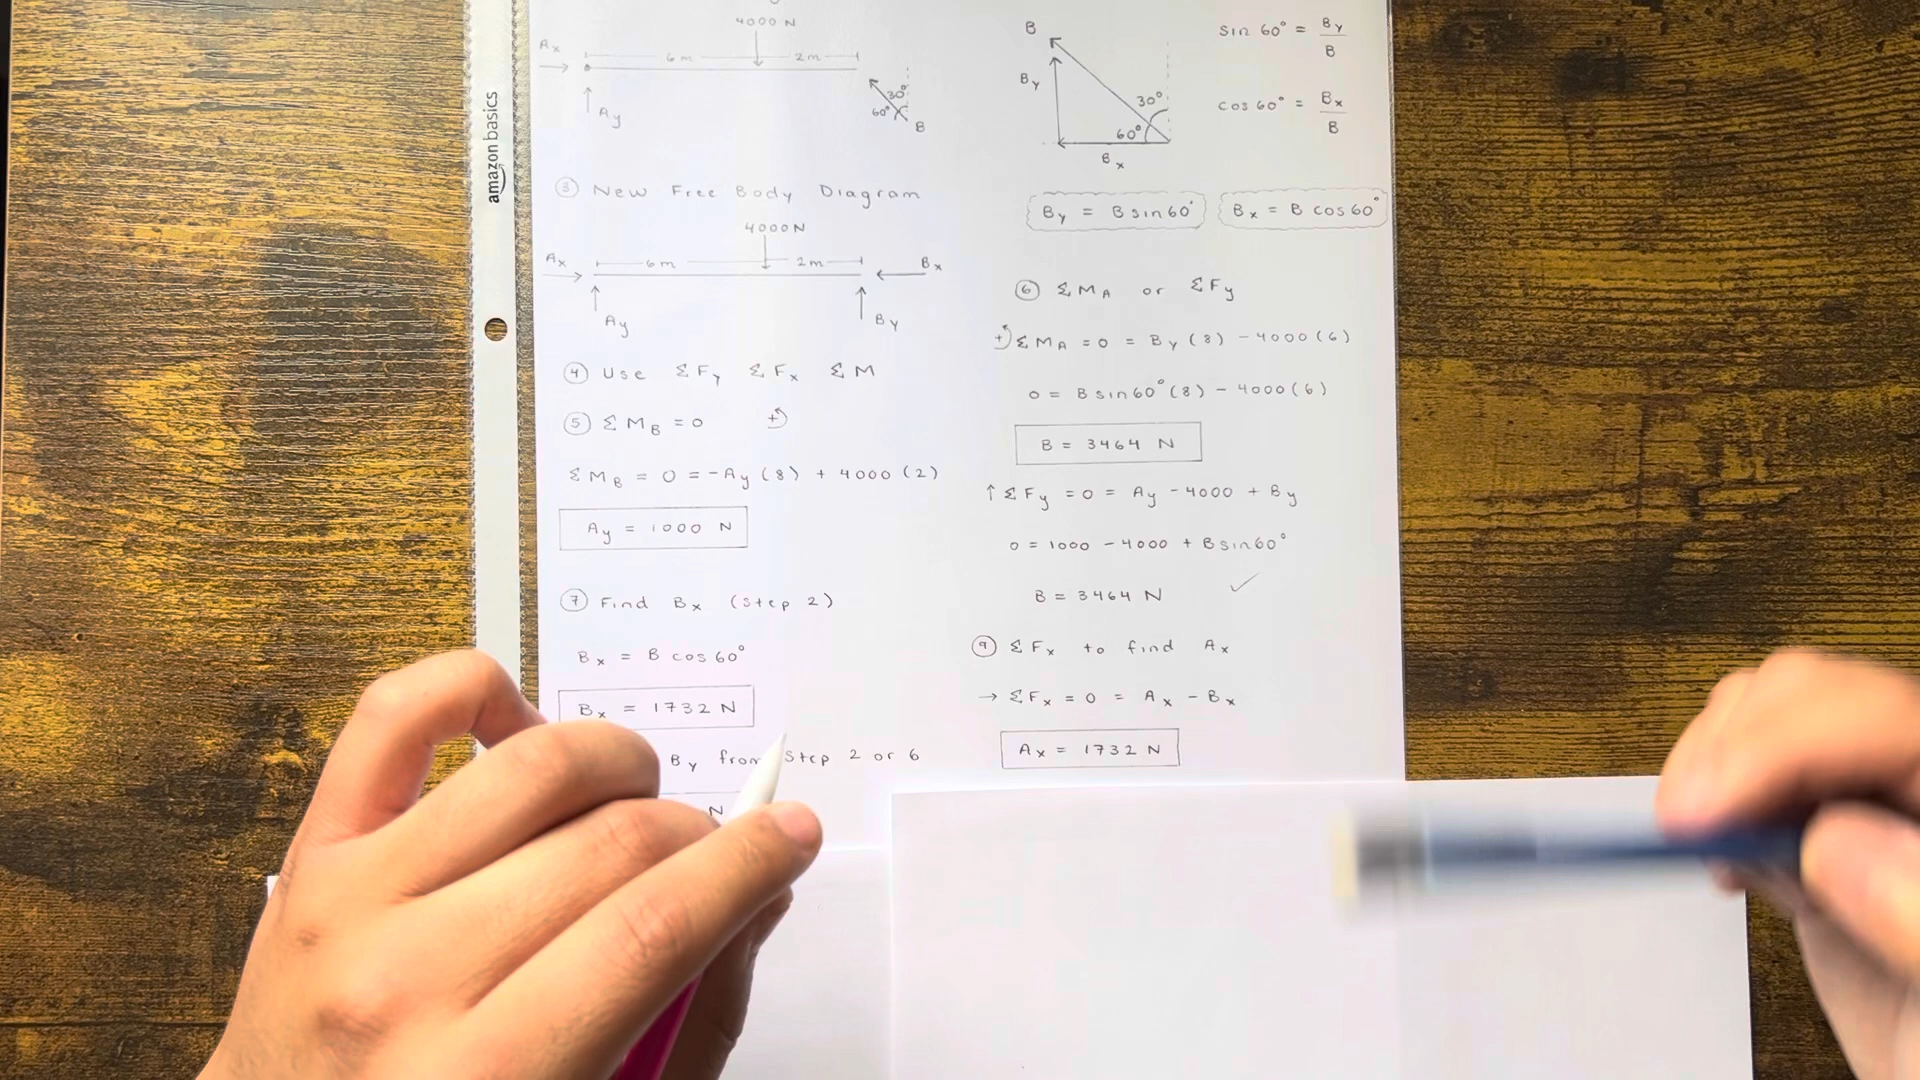 amazon basics
4000 N
Ax
6m
2m
Ay
30°
60°
B
③ New Free Body Diagram
4000N
Ax
6m
2m
Bx
Ay
By
④ Use ΣFy ΣFx ΣM
⑤ ΣMB = 0 +
ΣMB = 0 = -Ay (8) + 4000 (2)
Ay = 1000 N
⑦ Find Bx (Step 2)
Bx = B cos 60°
Bx = 1732 N
By from Step 2 or 6
N
B
By
30°
60°
Bx
sin 60° = By/B
cos 60° = Bx/B
By = B sin 60°
Bx = B cos 60°
⑥ ΣMA or ΣFy
+ ΣMA = 0 = By (8) - 4000 (6)
0 = B sin 60° (8) - 4000 (6)
B = 3464 N
↑ ΣFy = 0 = Ay - 4000 + By
0 = 1000 - 4000 + B sin 60°
B = 3464 N ✓
⑨ ΣFx to find Ax
→ ΣFx = 0 = Ax - Bx
Ax = 1732 N